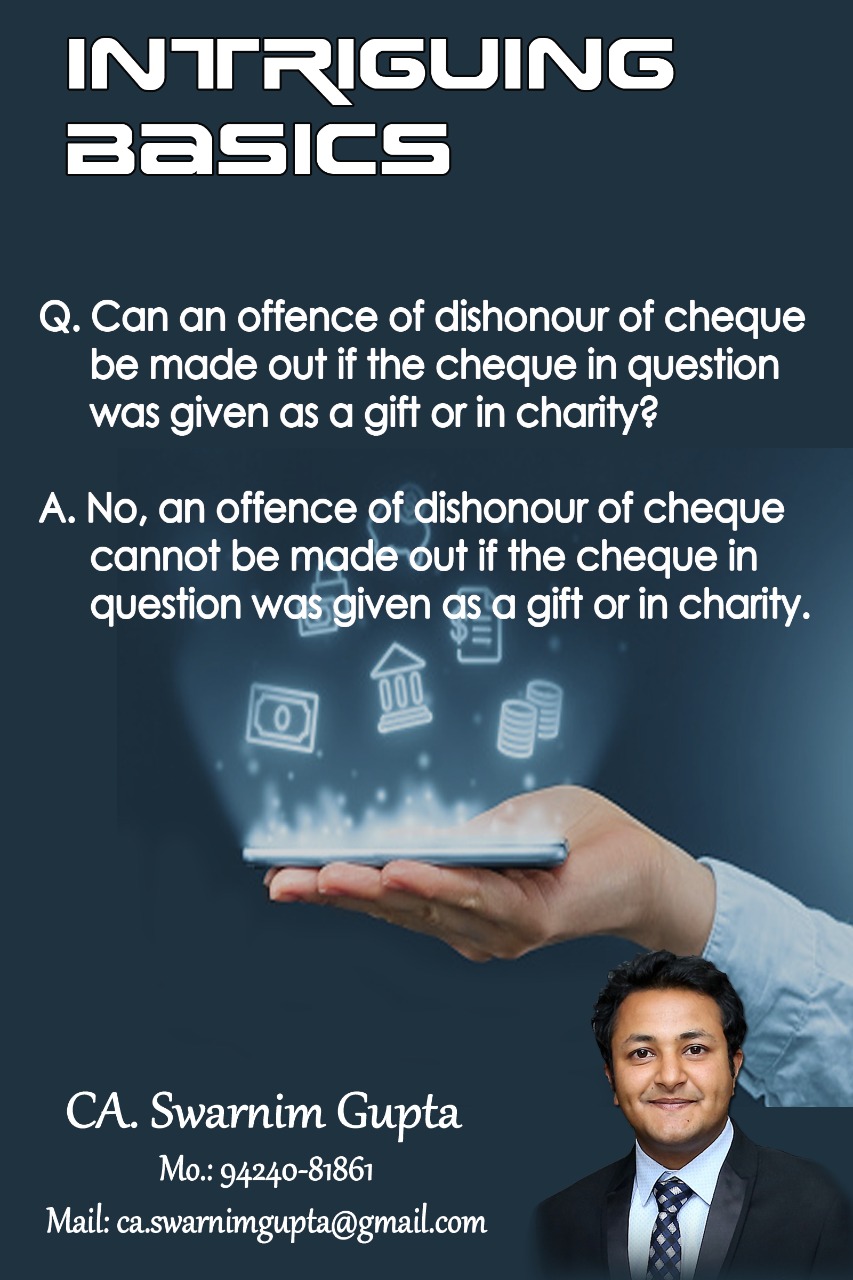 INTRIGUING
BASICS
Q. Can an offence of dishonour of cheque
be made out if the cheque in question
was given as a gift or in charity?
A. No, an offence of dishonour of cheque
cannot be made out if the cheque in
question was given as a gift or in charity.
CA. Swarnim Gupta
Mo.: 94240-81861
Mail: ca.swarnimgupta@gmail.com